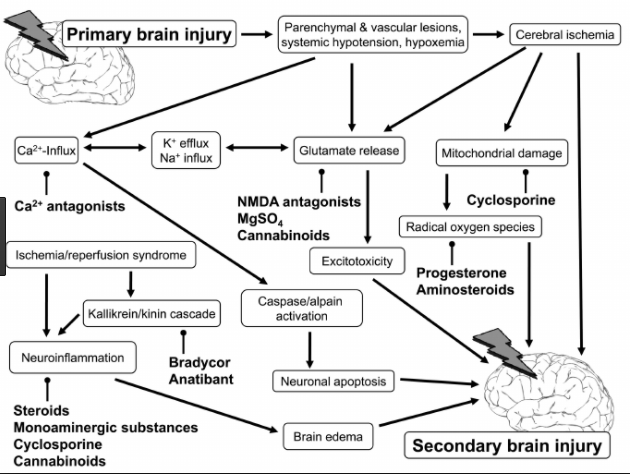 Primary brain injury
Parenchymal & vascular lesions,
systemic hypotension, hypoxemia
Cerebral ischemia
Ca²⁺-Influx
K⁺ efflux
Na⁺ influx
Glutamate release
Mitochondrial damage
Ca²⁺ antagonists
NMDA antagonists
MgSO₄
Cannabinoids
Cyclosporine
Radical oxygen species
Ischemia/reperfusion syndrome
Excitotoxicity
Progesterone
Aminosteroids
Kallikrein/kinin cascade
Caspase/alpain
activation
Neuroinflammation
Bradycor
Anatibant
Neuronal apoptosis
Steroids
Monoaminergic substances
Cyclosporine
Cannabinoids
Brain edema
Secondary brain injury